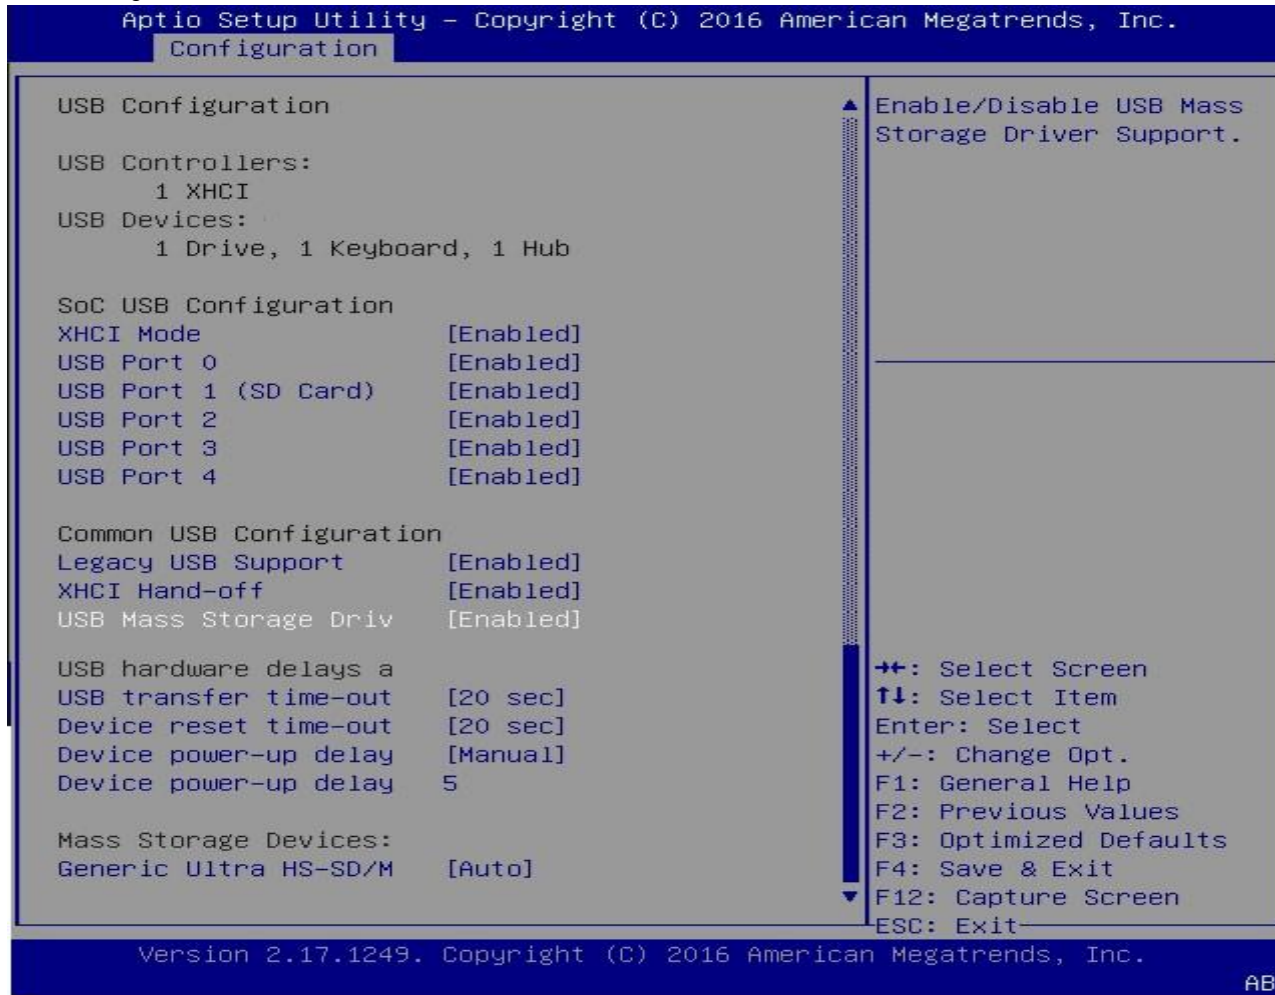 Aptio Setup Utility – Copyright (C) 2016 American Megatrends, Inc.
Configuration
USB Configuration
USB Controllers:
1 XHCI
USB Devices:
1 Drive, 1 Keyboard, 1 Hub
SoC USB Configuration
XHCI Mode [Enabled]
USB Port 0 [Enabled]
USB Port 1 (SD Card) [Enabled]
USB Port 2 [Enabled]
USB Port 3 [Enabled]
USB Port 4 [Enabled]
Common USB Configuration
Legacy USB Support [Enabled]
XHCI Hand-off [Enabled]
USB Mass Storage Driv [Enabled]
USB hardware delays a
USB transfer time-out [20 sec]
Device reset time-out [20 sec]
Device power-up delay [Manual]
Device power-up delay 5
Mass Storage Devices:
Generic Ultra HS-SD/M [Auto]
Enable/Disable USB Mass
Storage Driver Support.
→←: Select Screen
↑↓: Select Item
Enter: Select
+/-: Change Opt.
F1: General Help
F2: Previous Values
F3: Optimized Defaults
F4: Save & Exit
F12: Capture Screen
ESC: Exit
Version 2.17.1249. Copyright (C) 2016 American Megatrends, Inc.
AB